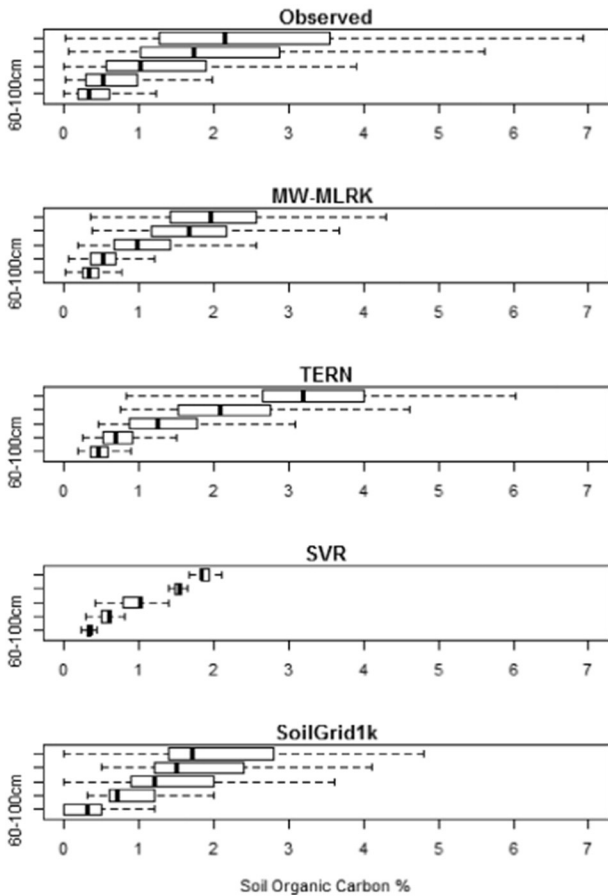 Observed
60-100cm
0 1 2 3 4 5 6 7
MW-MLRK
60-100cm
0 1 2 3 4 5 6 7
TERN
60-100cm
0 1 2 3 4 5 6 7
SVR
60-100cm
0 1 2 3 4 5 6 7
SoilGrid1k
60-100cm
0 1 2 3 4 5 6 7
Soil Organic Carbon %